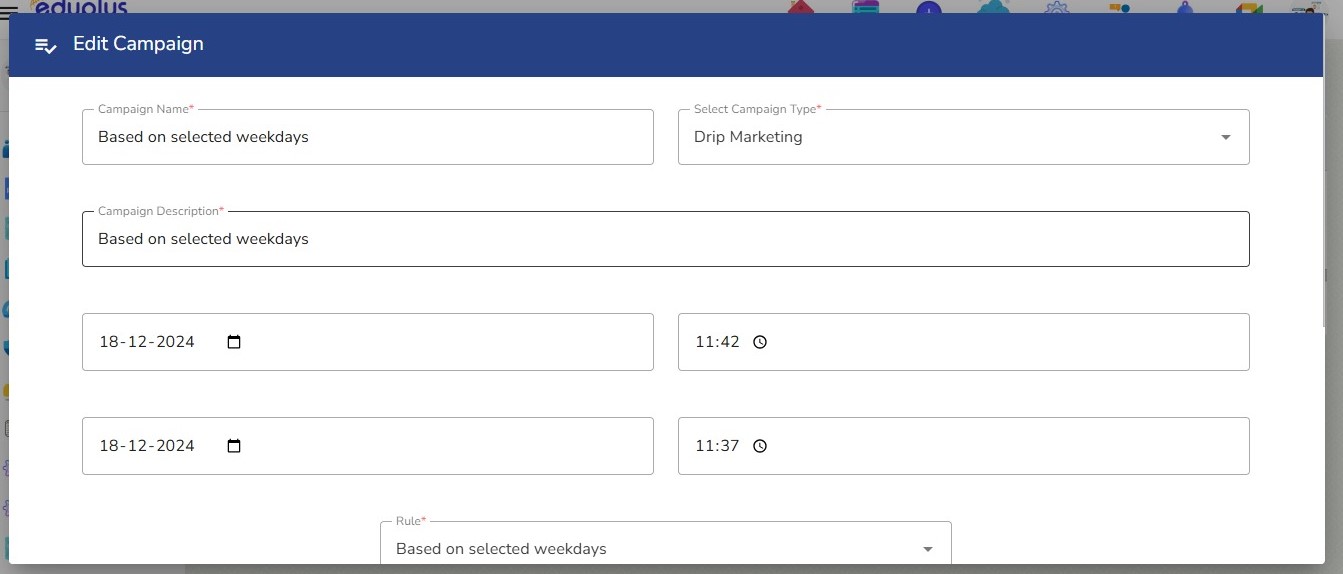 Edit Campaign
Campaign Name*
Based on selected weekdays
Select Campaign Type*
Drip Marketing
Campaign Description*
Based on selected weekdays
18-12-2024
11:42
18-12-2024
11:37
Rule*
Based on selected weekdays